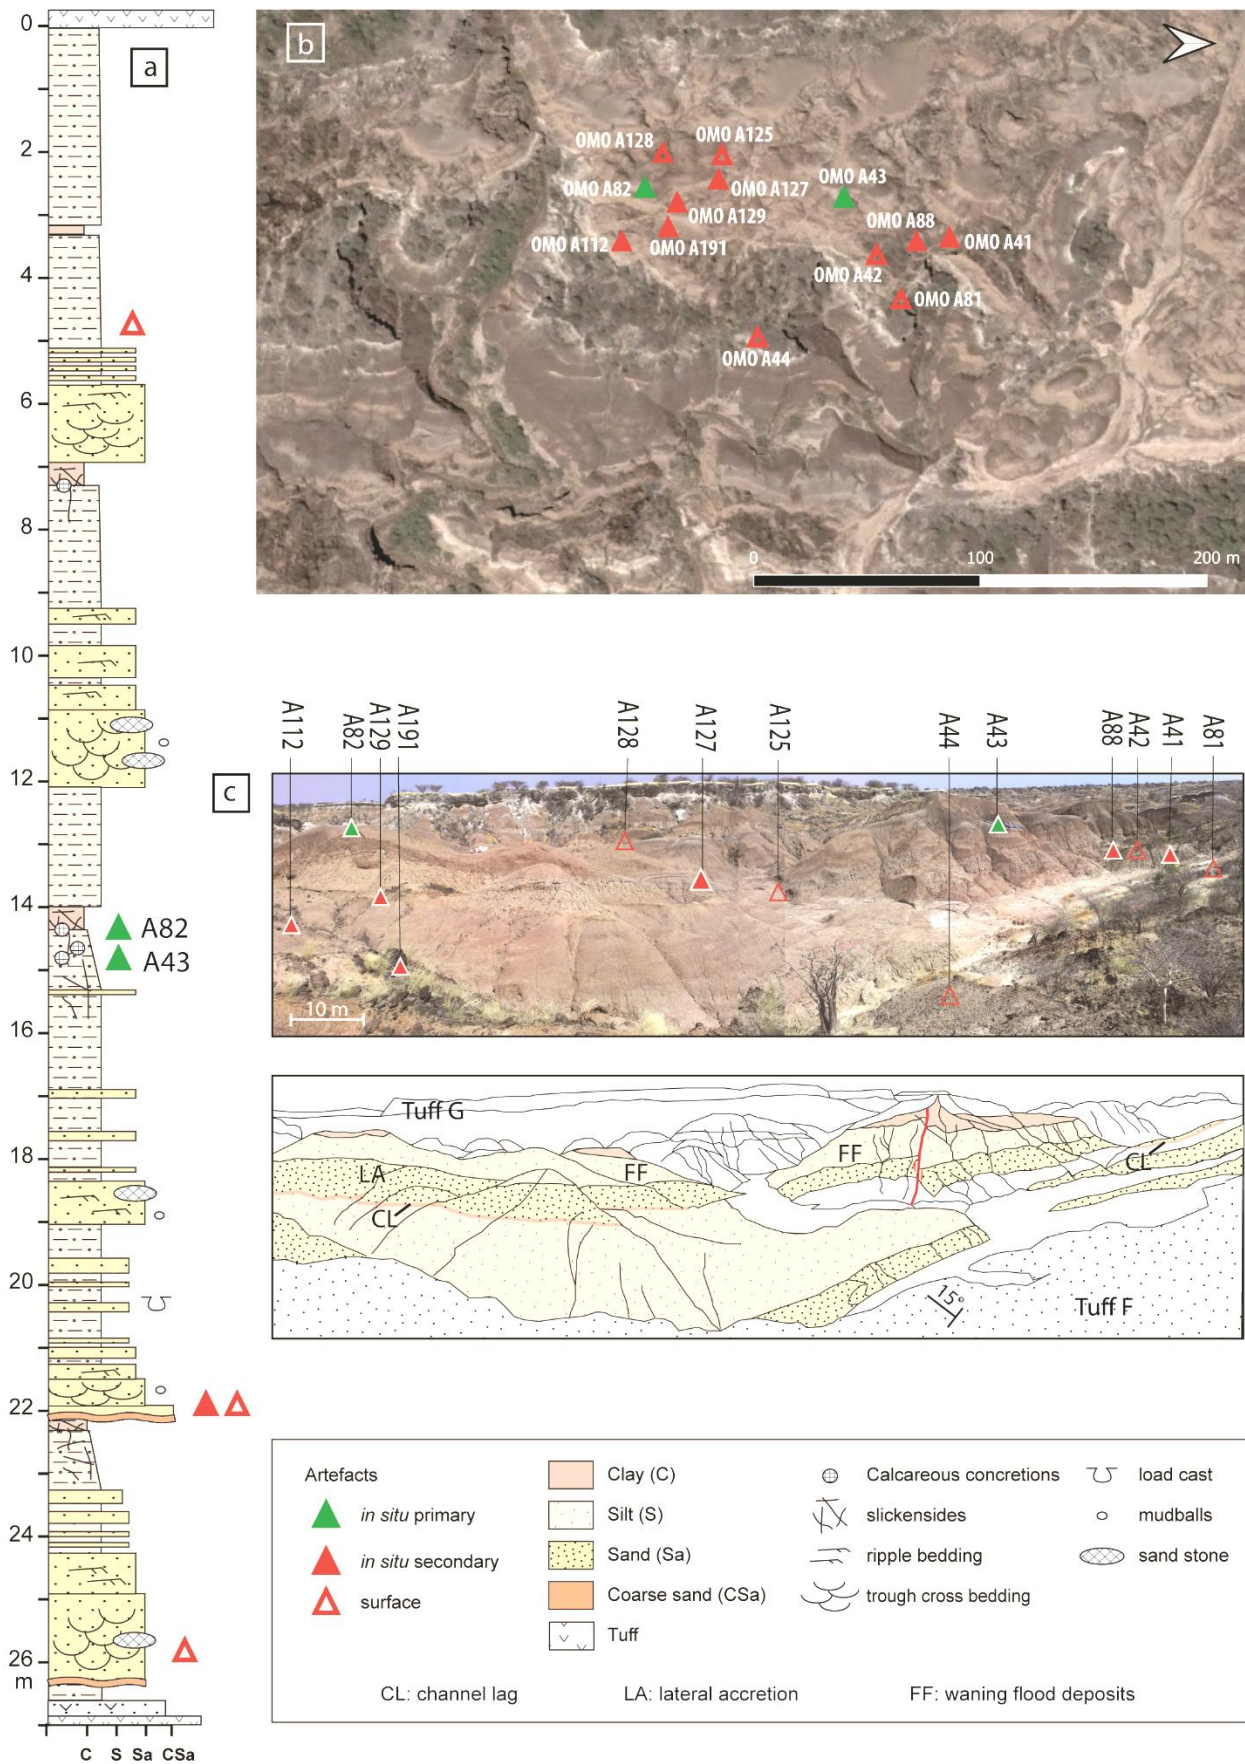 0
a
2
4
6
8
10
12
14
A82
A43
16
18
20
22
24
26
m
C S Sa CSa
b
OMO A128
OMO A125
OMO A82
OMO A127
OMO A43
OMO A129
OMO A88
OMO A112
OMO A191
OMO A41
OMO A42
OMO A81
OMO A44
0 100 200 m
A112
A82
A129
A191
A128
A127
A125
A44
A43
A88
A42
A41
A81
c
10 m
Tuff G
LA
FF
FF
CL
CL
15°
Tuff F
Artefacts
in situ primary
in situ secondary
surface
Clay (C)
Silt (S)
Sand (Sa)
Coarse sand (CSa)
Tuff
Calcareous concretions
slickensides
ripple bedding
trough cross bedding
load cast
mudballs
sand stone
CL: channel lag LA: lateral accretion FF: waning flood deposits